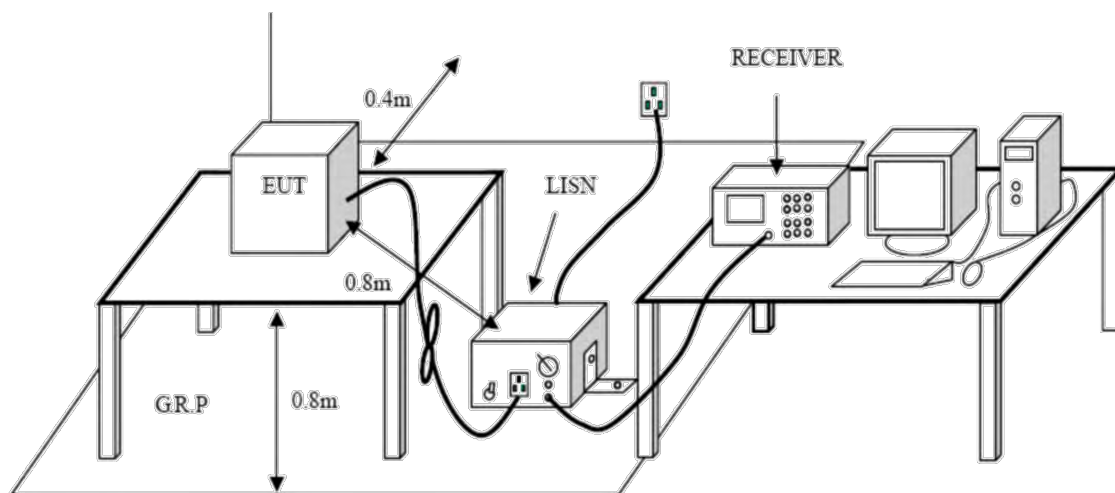 RECEIVER
0.4m
EUT
LISN
0.8m
G.R.P
0.8m